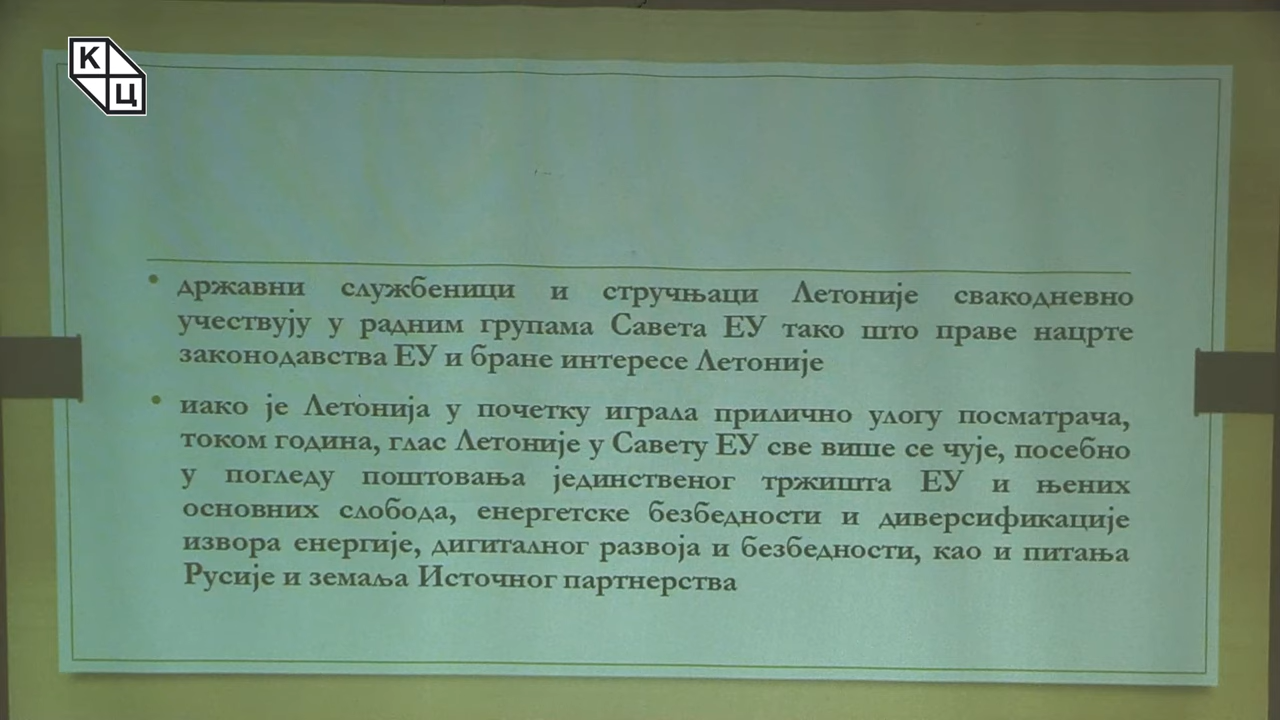 К
Ц
• државни службеници и стручњаци Летоније свакодневно
учествују у радним групама Савета ЕУ тако што праве нацрте
законодавства ЕУ и бране интересе Летоније
• иако је Летонија у почетку играла прилично улогу посматрача,
током година, глас Летоније у Савету ЕУ све више се чује, посебно
у погледу поштовања јединственог тржишта ЕУ и њених
основних слобода, енергетске безбедности и диверсификације
извора енергије, дигиталног развоја и безбедности, као и питања
Русије и земаља Источног партнерства